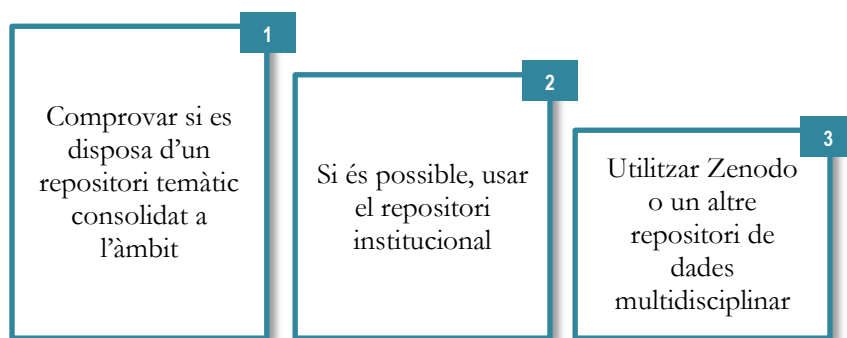 1
Comprovar si es
disposa d'un
repositori temàtic
consolidat a
l'àmbit
2
Si és possible, usar
el repositori
institucional
3
Utilitzar Zenodo
o un altre
repositori de
dades
multidisciplinar